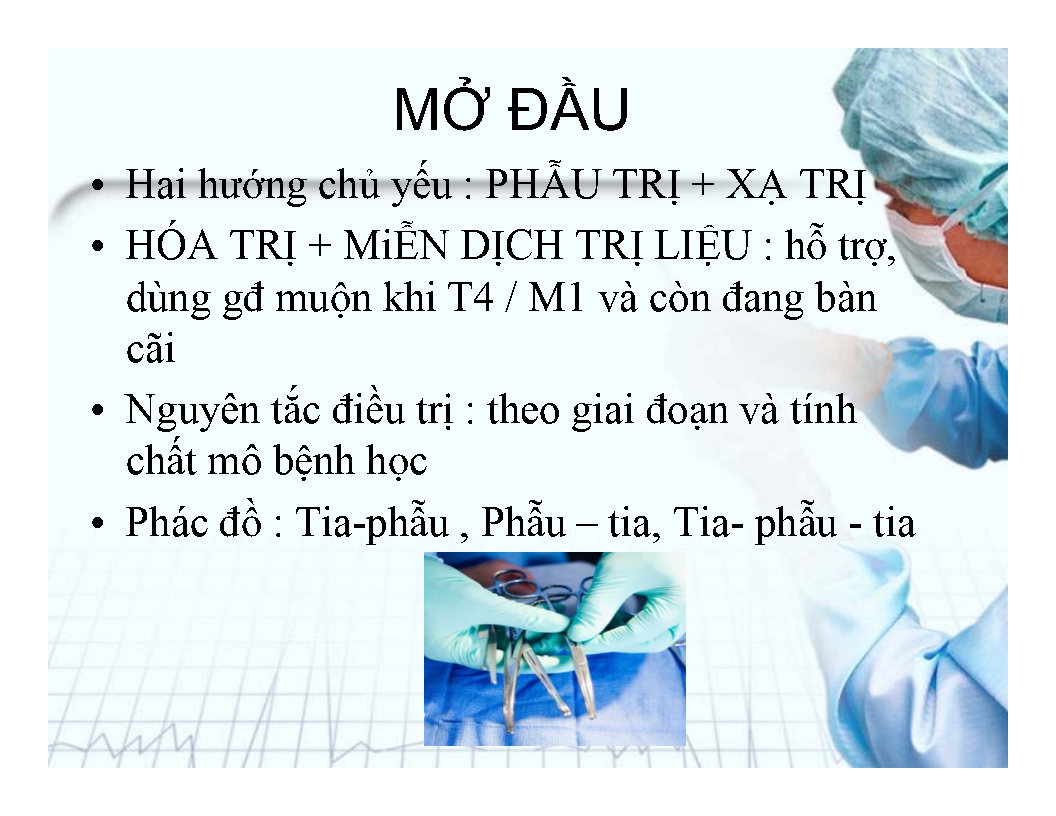 MỞ ĐẦU
• Hai hướng chủ yếu : PHẪU TRỊ + XẠ TRỊ
• HÓA TRỊ + MiỄN DỊCH TRỊ LIỆU : hỗ trợ,
dùng gđ muộn khi T4 / M1 và còn đang bàn
cãi
• Nguyên tắc điều trị : theo giai đoạn và tính
chất mô bệnh học
• Phác đồ : Tia-phẫu , Phẫu – tia, Tia- phẫu - tia